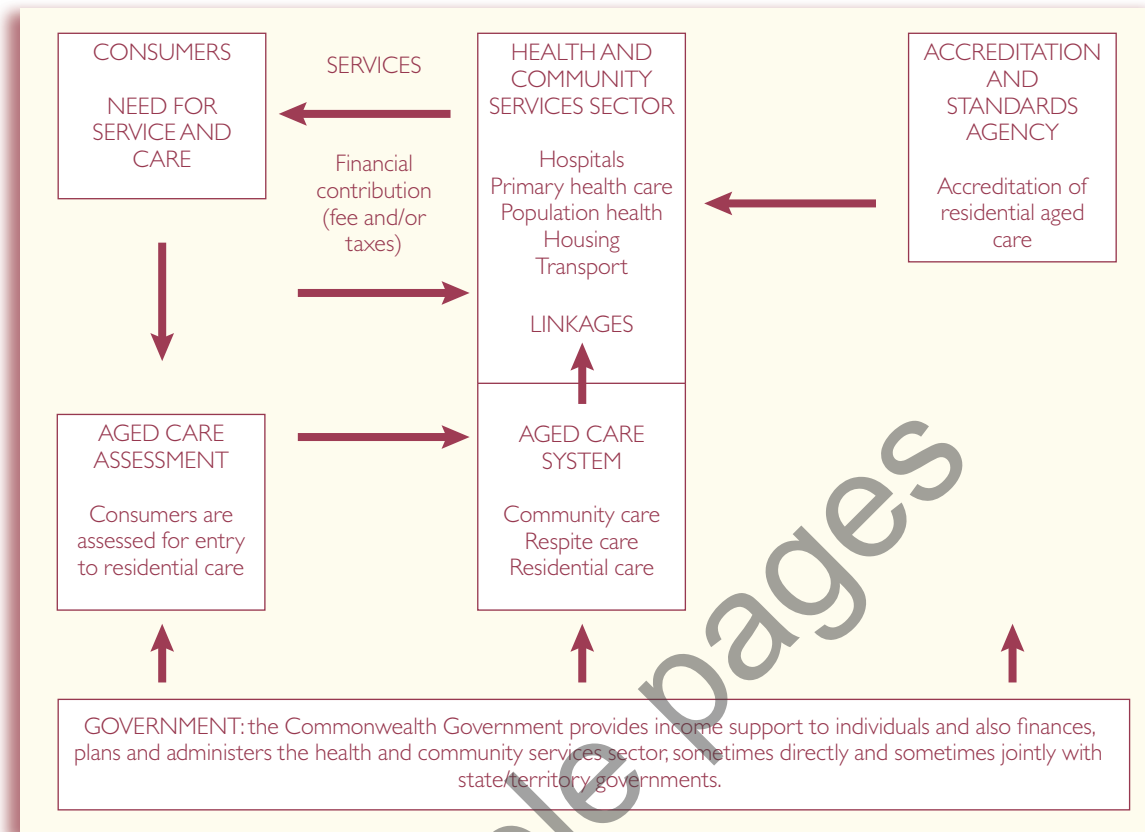 CONSUMERS
NEED FOR
SERVICE AND
CARE
SERVICES
Financial
contribution
(fee and/or
taxes)
HEALTH AND
COMMUNITY
SERVICES SECTOR
Hospitals
Primary health care
Population health
Housing
Transport
LINKAGES
ACCREDITATION
AND
STANDARDS
AGENCY
Accreditation of
residential aged
care
AGED CARE
ASSESSMENT
Consumers are
assessed for entry
to residential care
AGED CARE
SYSTEM
Community care
Respite care
Residential care
GOVERNMENT: the Commonwealth Government provides income support to individuals and also finances,
plans and administers the health and community services sector, sometimes directly and sometimes jointly with
state/territory governments.
ple pages